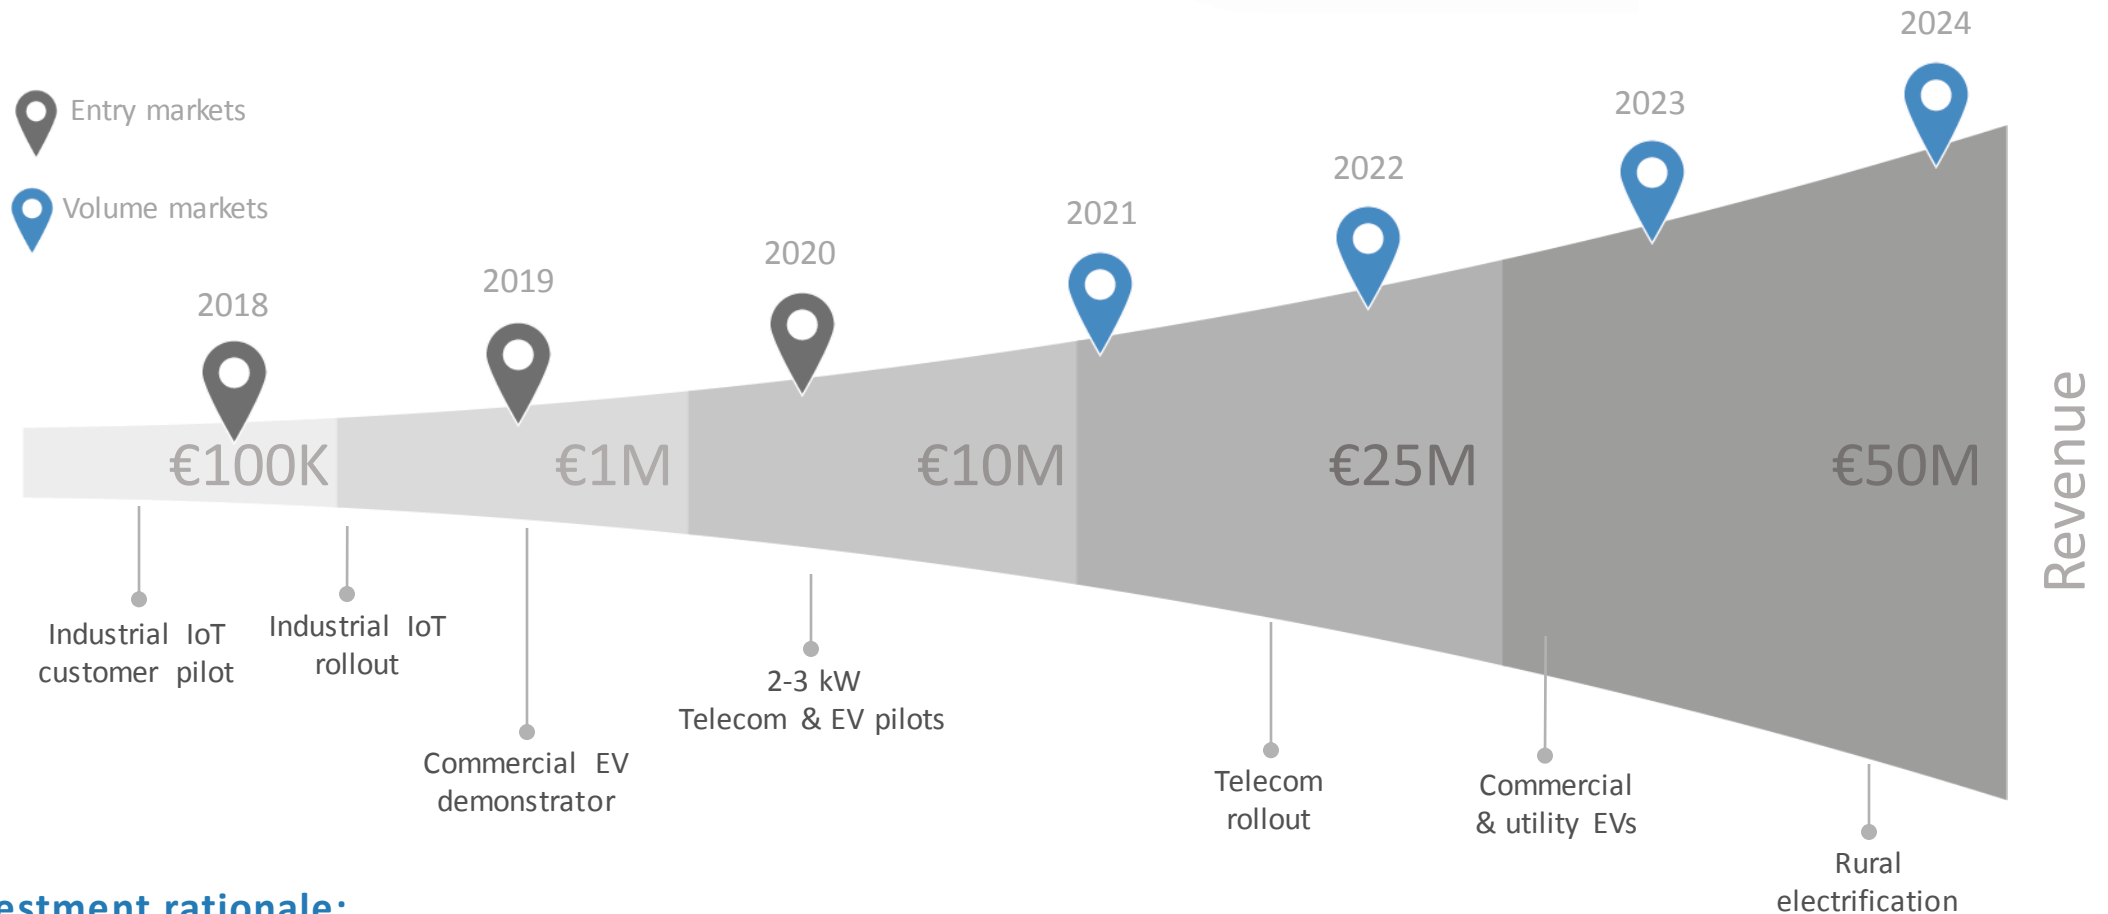 2024
2023
Entry markets
2022
Volume markets
2021
2020
2019
2018
€100K
€1M
€10M
€25M
€50M
Revenue
Industrial IoT
customer pilot
Industrial IoT
rollout
Commercial EV
demonstrator
2-3 kW
Telecom & EV pilots
Telecom
rollout
Commercial
& utility EVs
Rural
electrification
estment rationale: